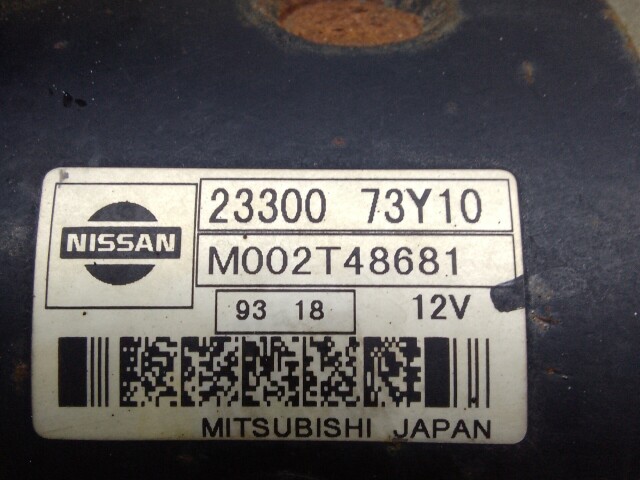 NISSAN
23300 73Y10
M002T48681
93 18
12V
MITSUBISHI JAPAN